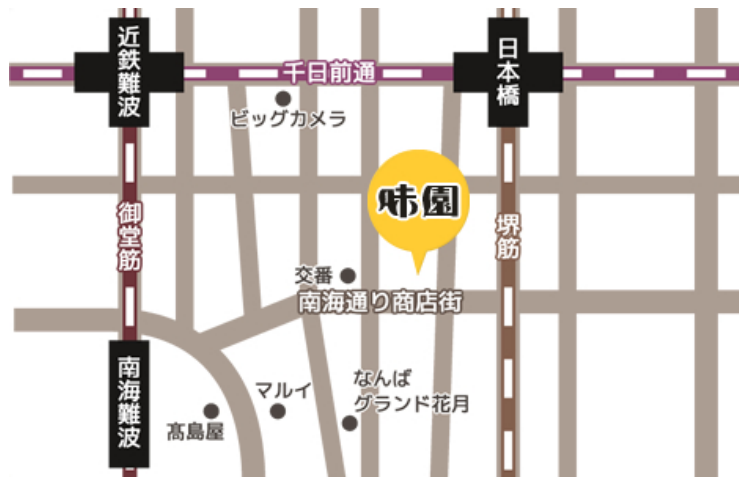 近鉄難波
千日前通
日本橋
ビッグカメラ
味園
御堂筋
堺筋
交番
南海通り商店街
南海難波
なんば
グランド花月
マルイ
髙島屋